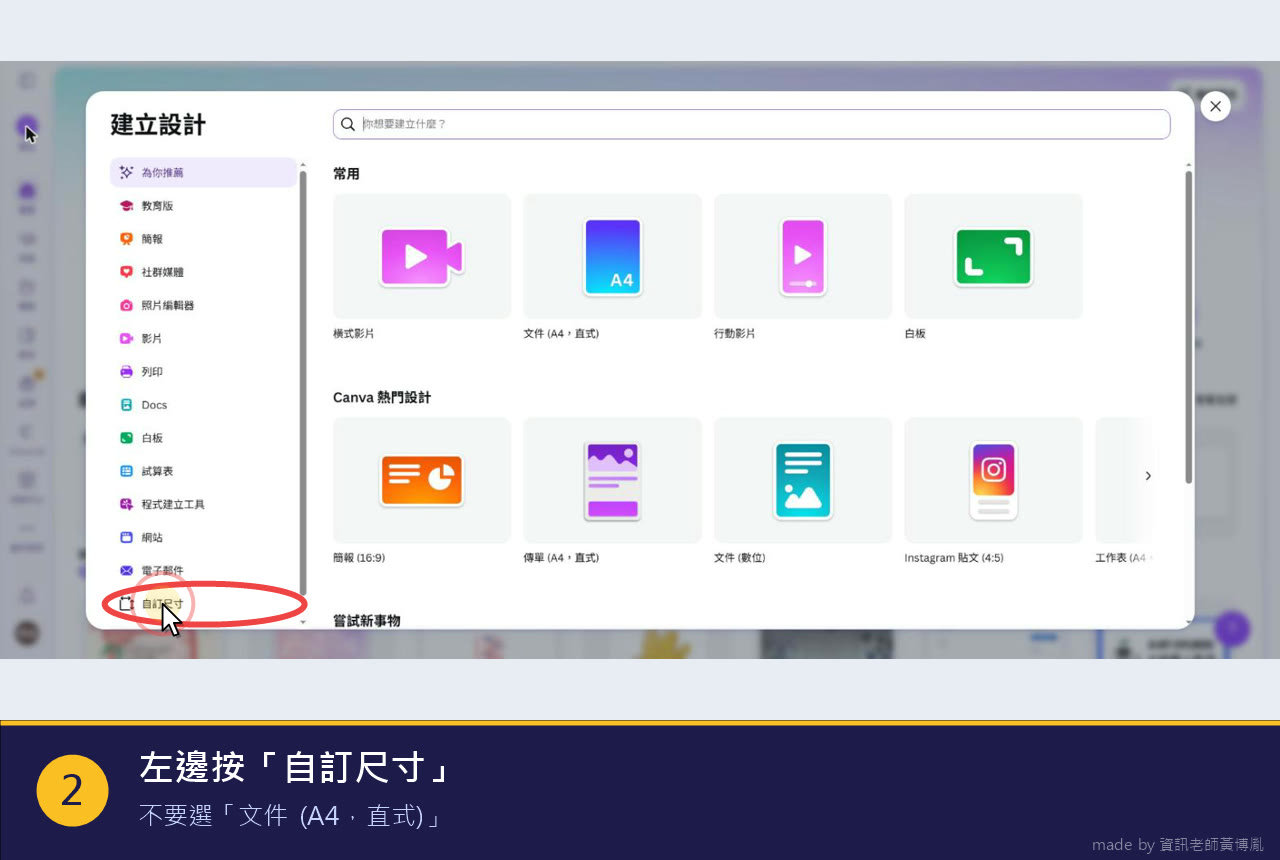 建立設計
你想要建立什麼？
為你推薦
教育版
簡報
社群媒體
照片編輯器
影片
列印
Docs
白板
試算表
程式建立工具
網站
電子郵件
自訂尺寸
常用
A4
橫式影片
文件 (A4，直式)
行動影片
白板
Canva 熱門設計
簡報 (16:9)
傳單 (A4，直式)
文件 (數位)
Instagram 貼文 (4:5)
工作表 (A4
嘗試新事物
2
左邊按「自訂尺寸」
不要選「文件 (A4，直式)」
made by 資訊老師黃博胤